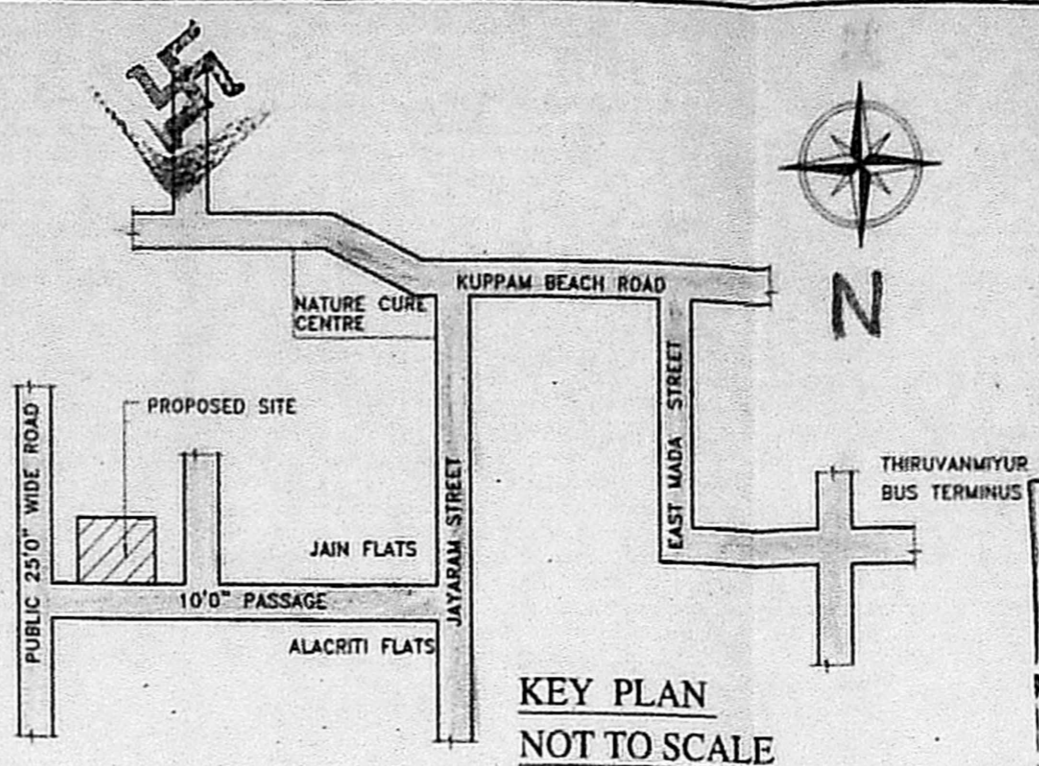 KUPPAM BEACH ROAD
N
NATURE CURE
CENTRE
PROPOSED SITE
PUBLIC 25'0" WIDE ROAD
JAYARAM STREET
EAST MADA STREET
THIRUVANMIYUR
BUS TERMINUS
JAIN FLATS
10'0" PASSAGE
ALACRITI FLATS
KEY PLAN
NOT TO SCALE